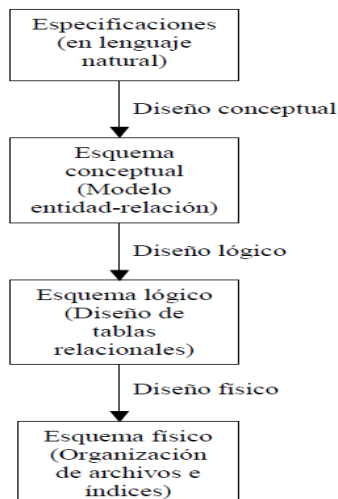 Especificaciones
(en lenguaje
natural)
Diseño conceptual
Esquema
conceptual
(Modelo
entidad-relación)
Diseño lógico
Esquema lógico
(Diseño de
tablas
relacionales)
Diseño físico
Esquema físico
(Organización
de archivos e
índices)